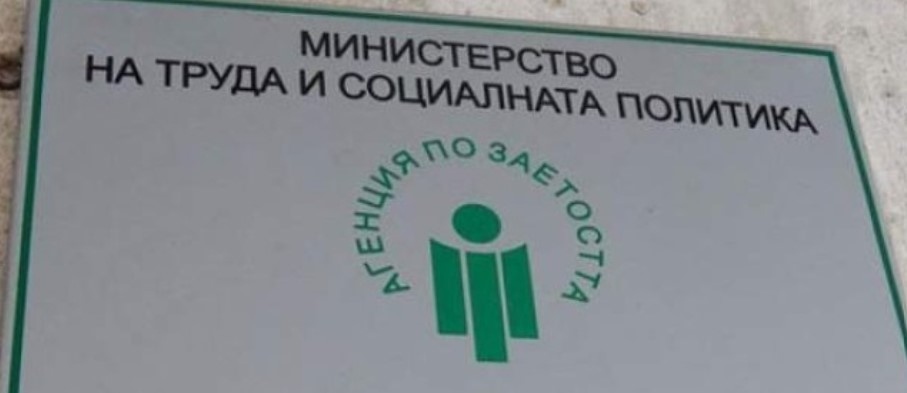 МИНИСТЕРСТВО
НА ТРУДА И СОЦИАЛНАТА ПОЛИТИКА
АГЕНЦИЯ ПО ЗАЕТОСТТА